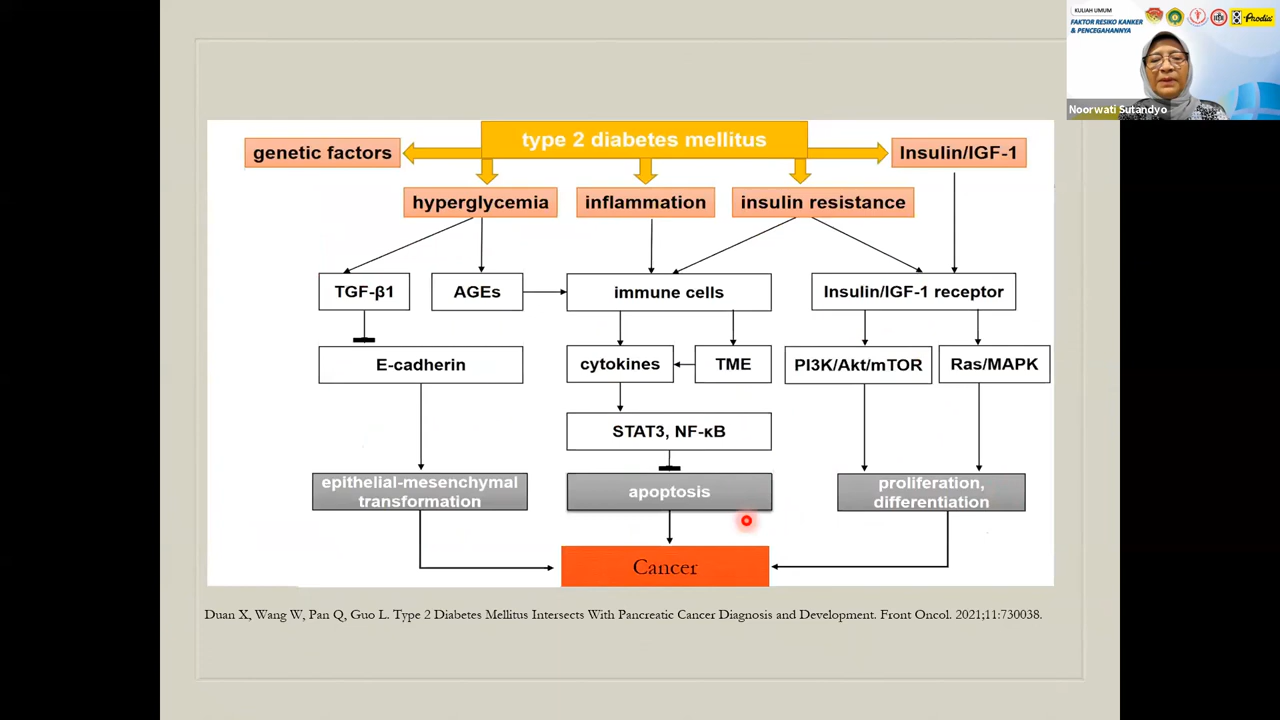 KULIAH UMUM
FAKTOR RESIKO KANKER
& PENCEGAHANNYA
Prodia
Noorwati Sutandyo
type 2 diabetes mellitus
genetic factors
Insulin/IGF-1
hyperglycemia
inflammation
insulin resistance
TGF-β1
AGEs
immune cells
Insulin/IGF-1 receptor
E-cadherin
cytokines
TME
PI3K/Akt/mTOR
Ras/MAPK
STAT3, NF-κB
epithelial-mesenchymal
transformation
apoptosis
proliferation,
differentiation
Cancer
Duan X, Wang W, Pan Q, Guo L. Type 2 Diabetes Mellitus Intersects With Pancreatic Cancer Diagnosis and Development. Front Oncol. 2021;11:730038.